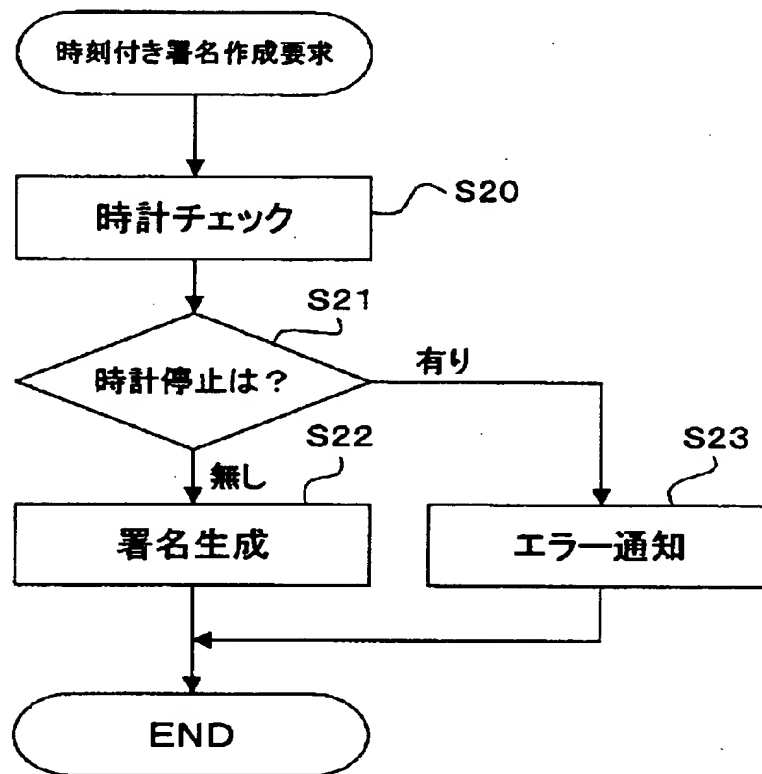 時刻付き署名作成要求
時計チェック
S20
S21
時計停止は?
有り
無し
S22
S23
署名生成
エラー通知
END